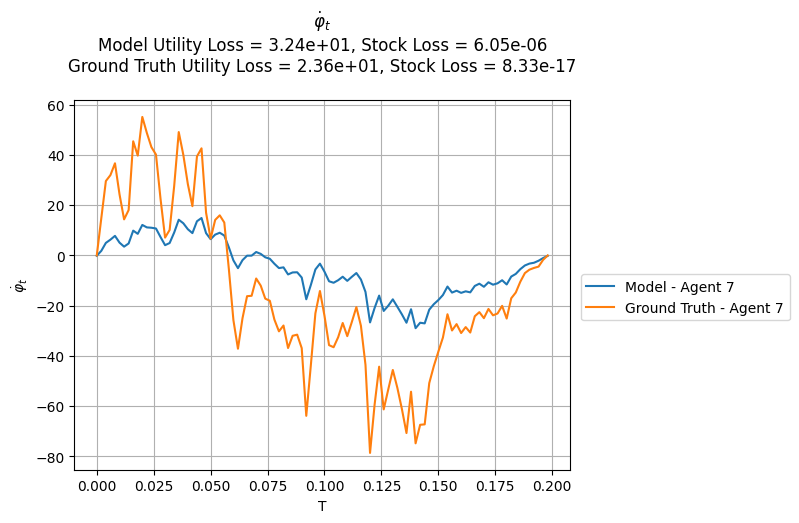 φ̇ₜ
Model Utility Loss = 3.24e+01, Stock Loss = 6.05e-06
Ground Truth Utility Loss = 2.36e+01, Stock Loss = 8.33e-17
60
40
20
0
−20
−40
−60
−80
φ̇ₜ
0.000
0.025
0.050
0.075
0.100
0.125
0.150
0.175
0.200
T
Model - Agent 7
Ground Truth - Agent 7